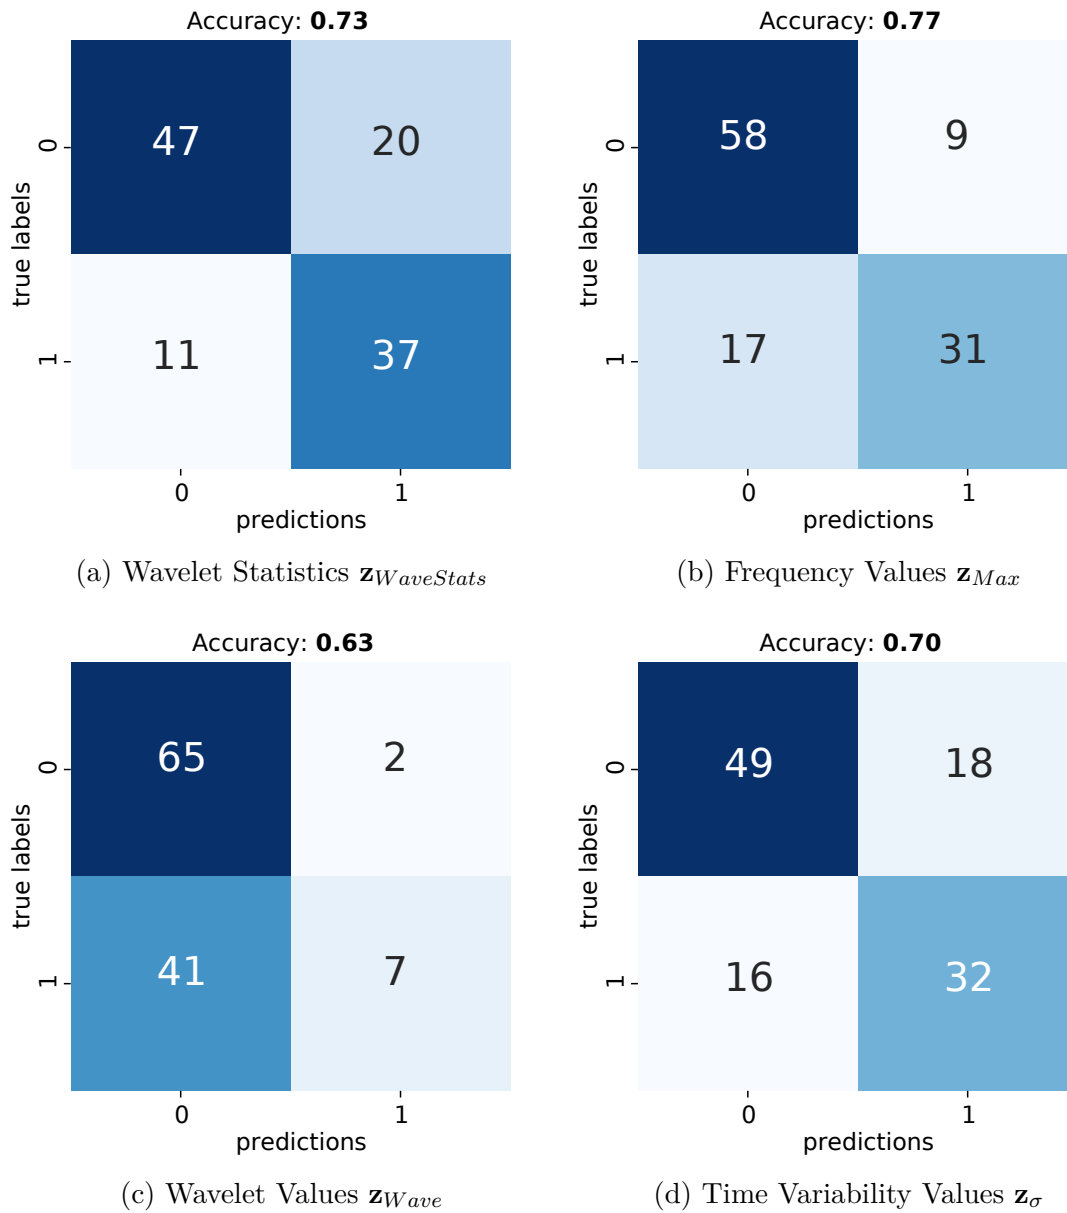 Accuracy: 0.73
0
47
20
true labels
1
11
37
0
1
predictions
(a) Wavelet Statistics z_{WaveStats}
Accuracy: 0.77
0
58
9
true labels
1
17
31
0
1
predictions
(b) Frequency Values z_{Max}
Accuracy: 0.63
0
65
2
true labels
1
41
7
0
1
predictions
(c) Wavelet Values z_{Wave}
Accuracy: 0.70
0
49
18
true labels
1
16
32
0
1
predictions
(d) Time Variability Values z_σ